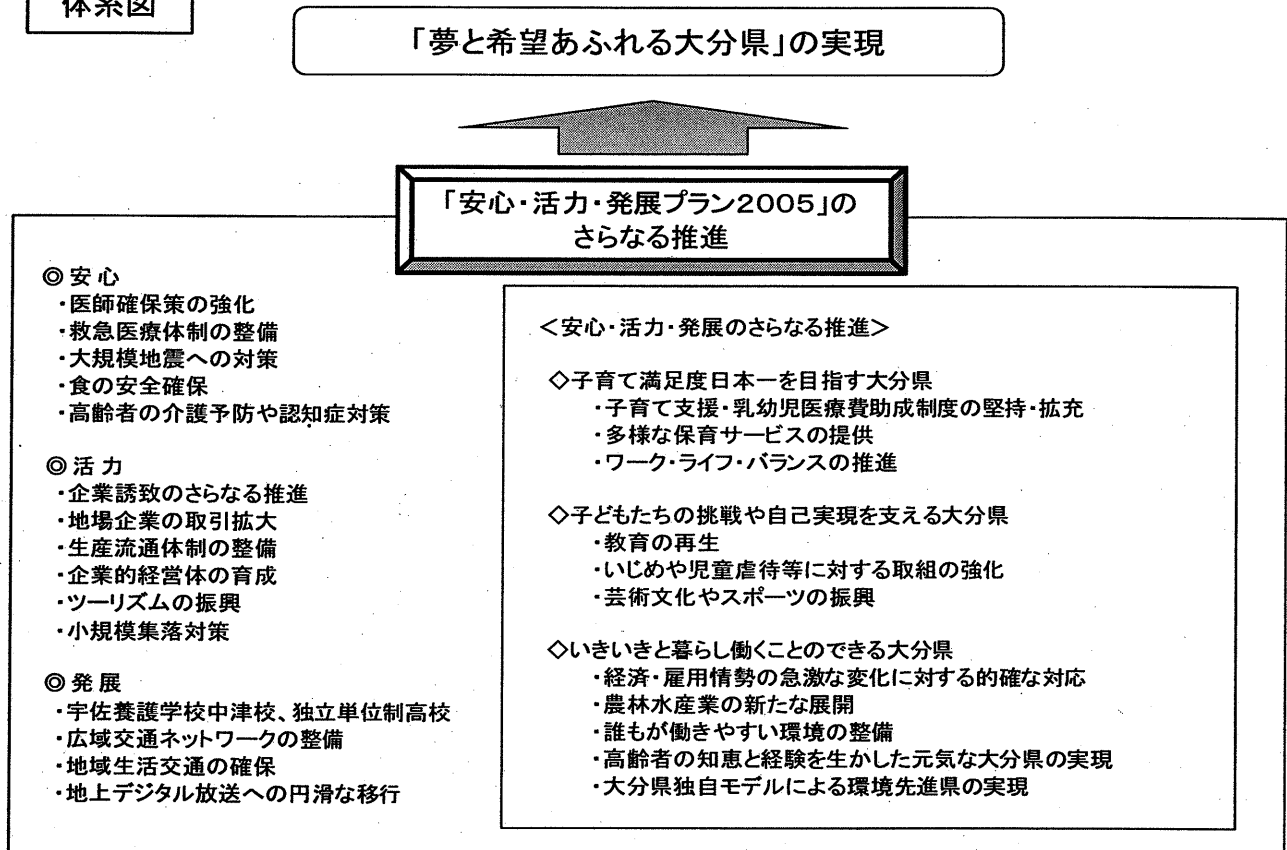 体系図
「夢と希望あふれる大分県」の実現
「安心・活力・発展プラン2005」の
さらなる推進
◎安心
・医師確保策の強化
・救急医療体制の整備
・大規模地震への対策
・食の安全確保
・高齢者の介護予防や認知症対策
◎活力
・企業誘致のさらなる推進
・地場企業の取引拡大
・生産流通体制の整備
・企業的経営体の育成
・ツーリズムの振興
・小規模集落対策
◎発展
・宇佐養護学校中津校、独立単位制高校
・広域交通ネットワークの整備
・地域生活交通の確保
・地上デジタル放送への円滑な移行
＜安心・活力・発展のさらなる推進＞
◇子育て満足度日本一を目指す大分県
・子育て支援・乳幼児医療費助成制度の堅持・拡充
・多様な保育サービスの提供
・ワーク・ライフ・バランスの推進
◇子どもたちの挑戦や自己実現を支える大分県
・教育の再生
・いじめや児童虐待等に対する取組の強化
・芸術文化やスポーツの振興
◇いきいきと暮らし働くことのできる大分県
・経済・雇用情勢の急激な変化に対する的確な対応
・農林水産業の新たな展開
・誰もが働きやすい環境の整備
・高齢者の知恵と経験を生かした元気な大分県の実現
・大分県独自モデルによる環境先進県の実現